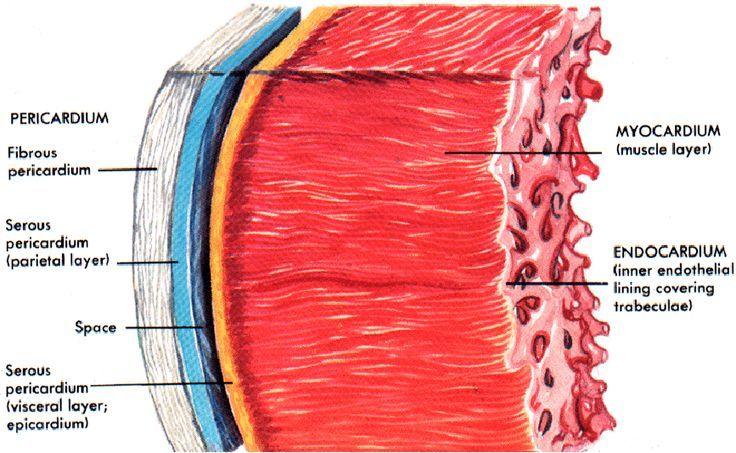 PERICARDIUM
Fibrous
pericardium
Serous
pericardium
(parietal layer)
Space
Serous
pericardium
(visceral layer;
epicardium)
MYOCARDIUM
(muscle layer)
ENDOCARDIUM
(inner endothelial
lining covering
trabeculae)